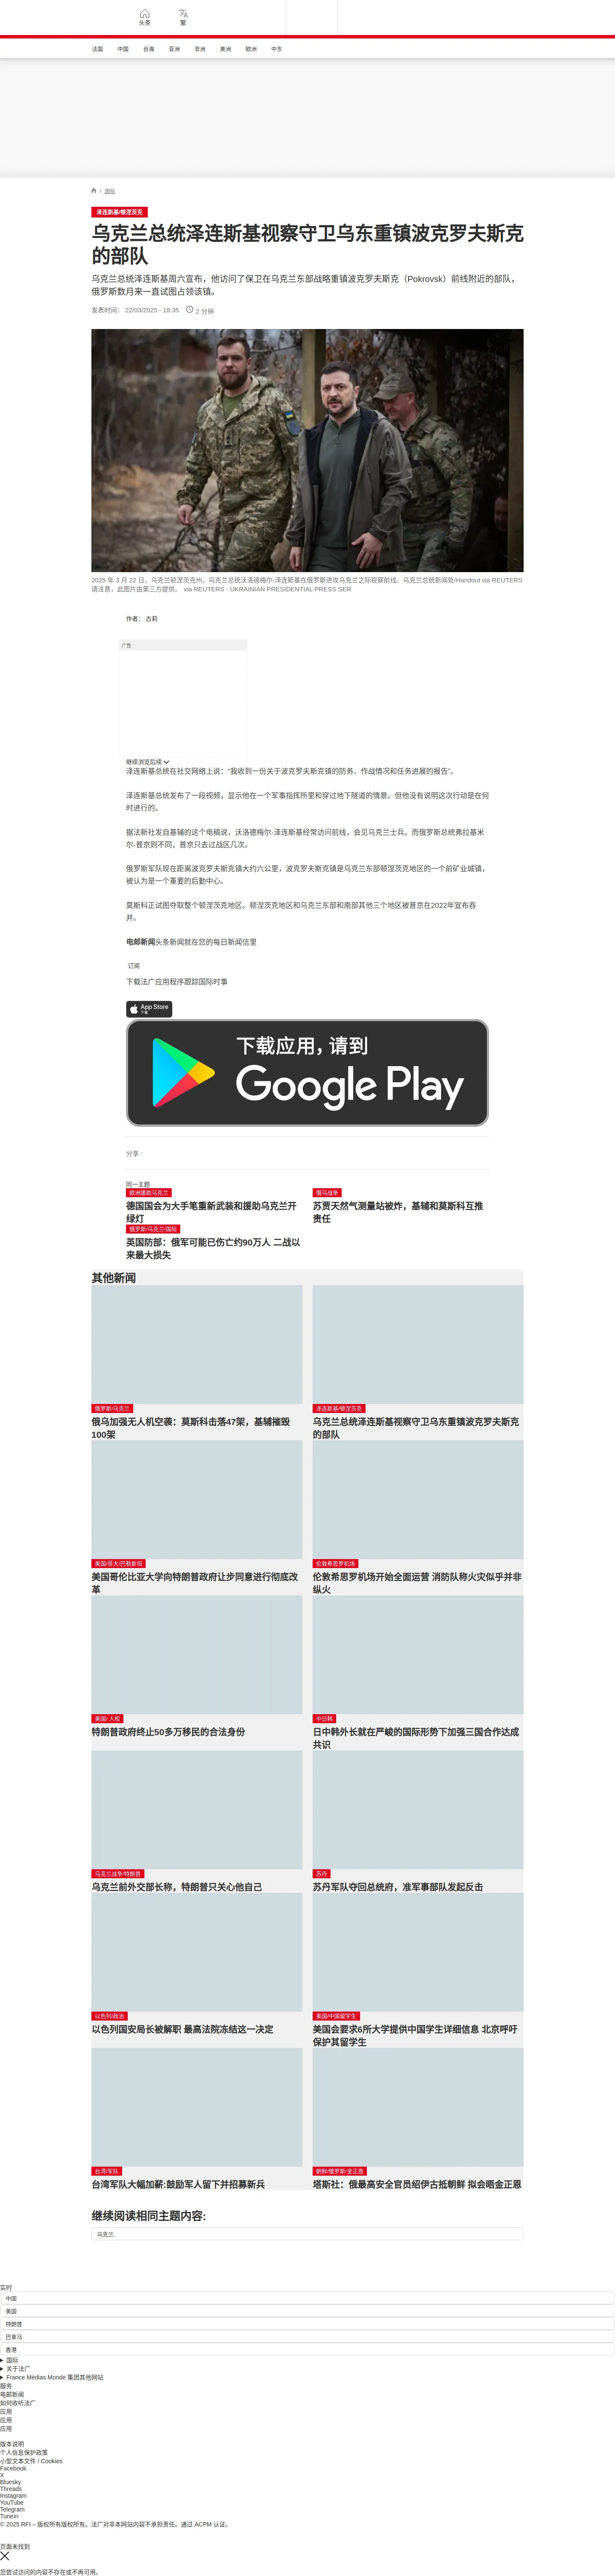 头条
繁
法国
中国
台海
亚洲
非洲
美洲
欧洲
中东
/ 国际
泽连斯基/顿涅茨克
乌克兰总统泽连斯基视察守卫乌东重镇波克罗夫斯克
的部队
乌克兰总统泽连斯基周六宣布，他访问了保卫在乌克兰东部战略重镇波克罗夫斯克（Pokrovsk）前线附近的部队，
俄罗斯数月来一直试图占领该镇。
发表时间： 22/03/2025 - 18:35 2 分钟
2025 年 3 月 22 日，乌克兰顿涅茨克州，乌克兰总统沃洛德梅尔-泽连斯基在俄罗斯进攻乌克兰之际视察前线。乌克兰总统新闻处/Handout via REUTERS
请注意，此图片由第三方提供。 via REUTERS - UKRAINIAN PRESIDENTIAL PRESS SER
作者： 古莉
广告
继续浏览后续
泽连斯基总统在社交网络上说：“我收到一份关于波克罗夫斯克镇的防务、作战情况和任务进展的报告”。
泽连斯基总统发布了一段视频，显示他在一个军事指挥所里和穿过地下隧道的情景。但他没有说明这次行动是在何
时进行的。
据法新社发自基辅的这个电稿说，沃洛德梅尔-泽连斯基经常访问前线，会见乌克兰士兵。而俄罗斯总统弗拉基米
尔-普京则不同，普京只去过战区几次。
俄罗斯军队现在距离波克罗夫斯克镇大约六公里，波克罗夫斯克镇是乌克兰东部顿涅茨克地区的一个前矿业城镇，
被认为是一个重要的后勤中心。
莫斯科正试图夺取整个顿涅茨克地区。顿涅茨克地区和乌克兰东部和南部其他三个地区被普京在2022年宣布吞
并。
电邮新闻头条新闻就在您的每日新闻信里
订阅
下载法广应用程序跟踪国际时事
App Store
下载
下载应用，请到
Google Play
分享 :
同一主题
欧洲援助乌克兰
德国国会为大手笔重新武装和援助乌克兰开
绿灯
俄乌战争
苏贾天然气测量站被炸，基辅和莫斯科互推
责任
俄罗斯/乌克兰/国际
英国防部：俄军可能已伤亡约90万人 二战以
来最大损失
其他新闻
俄罗斯/乌克兰
俄乌加强无人机空袭：莫斯科击落47架，基辅摧毁
100架
泽连斯基/顿涅茨克
乌克兰总统泽连斯基视察守卫乌东重镇波克罗夫斯克
的部队
美国/哥大/巴勒斯坦
美国哥伦比亚大学向特朗普政府让步同意进行彻底改
革
伦敦希思罗机场
伦敦希思罗机场开始全面运营 消防队称火灾似乎并非
纵火
美国/ 人权
特朗普政府终止50多万移民的合法身份
中日韩
日中韩外长就在严峻的国际形势下加强三国合作达成
共识
乌克兰战争/特朗普
乌克兰前外交部长称，特朗普只关心他自己
苏丹
苏丹军队夺回总统府，准军事部队发起反击
以色列/政治
以色列国安局长被解职 最高法院冻结这一决定
美国/中国留学生
美国会要求6所大学提供中国学生详细信息 北京呼吁
保护其留学生
台湾/军队
台湾军队大幅加薪:鼓励军人留下并招募新兵
朝鲜/俄罗斯/金正恩
塔斯社：俄最高安全官员绍伊古抵朝鲜 拟会晤金正恩
继续阅读相同主题内容:
乌克兰
实时
中国
美国
特朗普
巴拿马
香港
国际
关于法广
France Médias Monde 集团其他网站
服务
电邮新闻
如何收听法广
应用
应用
应用
版本说明
个人信息保护政策
小型文本文件 / Cookies
Facebook
X
Bluesky
Threads
Instagram
YouTube
Telegram
TuneIn
© 2025 RFI – 版权所有版权所有。法广对非本网站内容不承担责任。通过 ACPM 认证。
页面未找到
您尝试访问的内容不存在或不再可用。